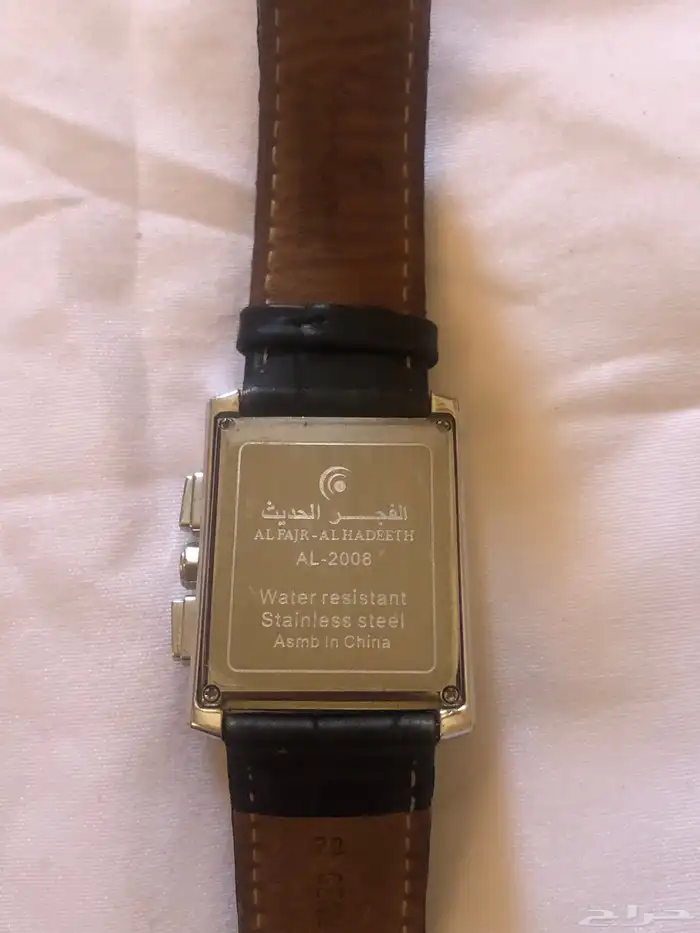 الفجر الحديث
AL FAJR-AL HADEETH
AL-2008
Water resistant
Stainless steel
Asmb in China
حراج